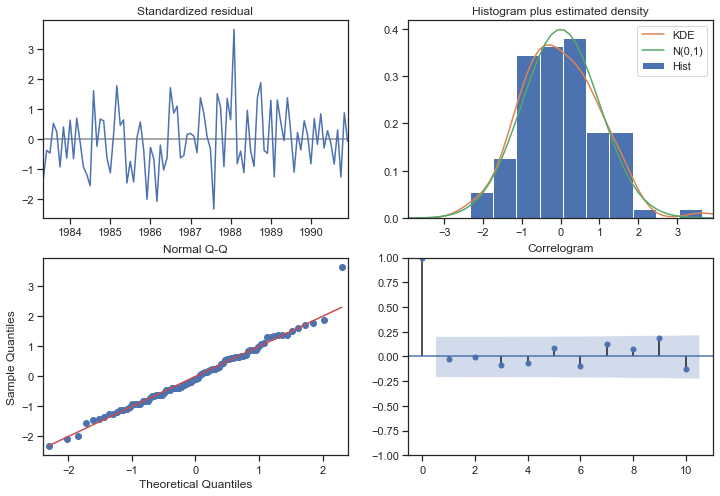 Standardized residual
3
2
1
0
−1
−2
1984 1985 1986 1987 1988 1989 1990
Histogram plus estimated density
KDE
N(0,1)
Hist
0.4
0.3
0.2
0.1
0.0
−3 −2 −1 0 1 2 3
Normal Q-Q
Sample Quantiles
3
2
1
0
−1
−2
−2 −1 0 1 2
Theoretical Quantiles
Correlogram
1.00
0.75
0.50
0.25
0.00
−0.25
−0.50
−0.75
−1.00
0 2 4 6 8 10